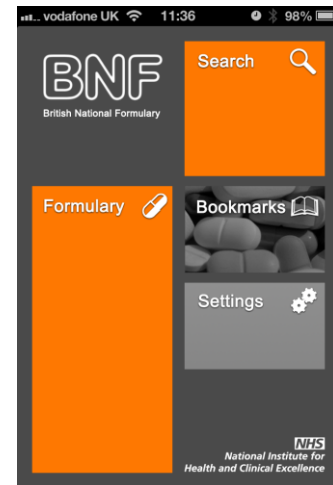 vodafone UK 11:36 98%
BNF
British National Formulary
Search
Formulary
Bookmarks
Settings
NHS
National Institute for
Health and Clinical Excellence